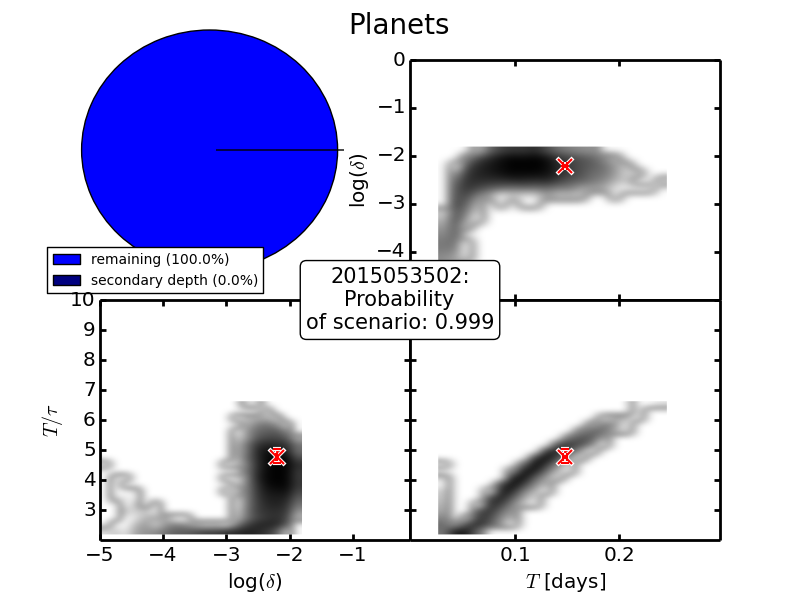 Planets
0
−1
−2
−3
−4
log(δ)
remaining (100.0%)
secondary depth (0.0%)
2015053502:
Probability
of scenario: 0.999
10
9
8
7
6
5
4
3
T/τ
−5 −4 −3 −2 −1
log(δ)
0.1 0.2
T [days]